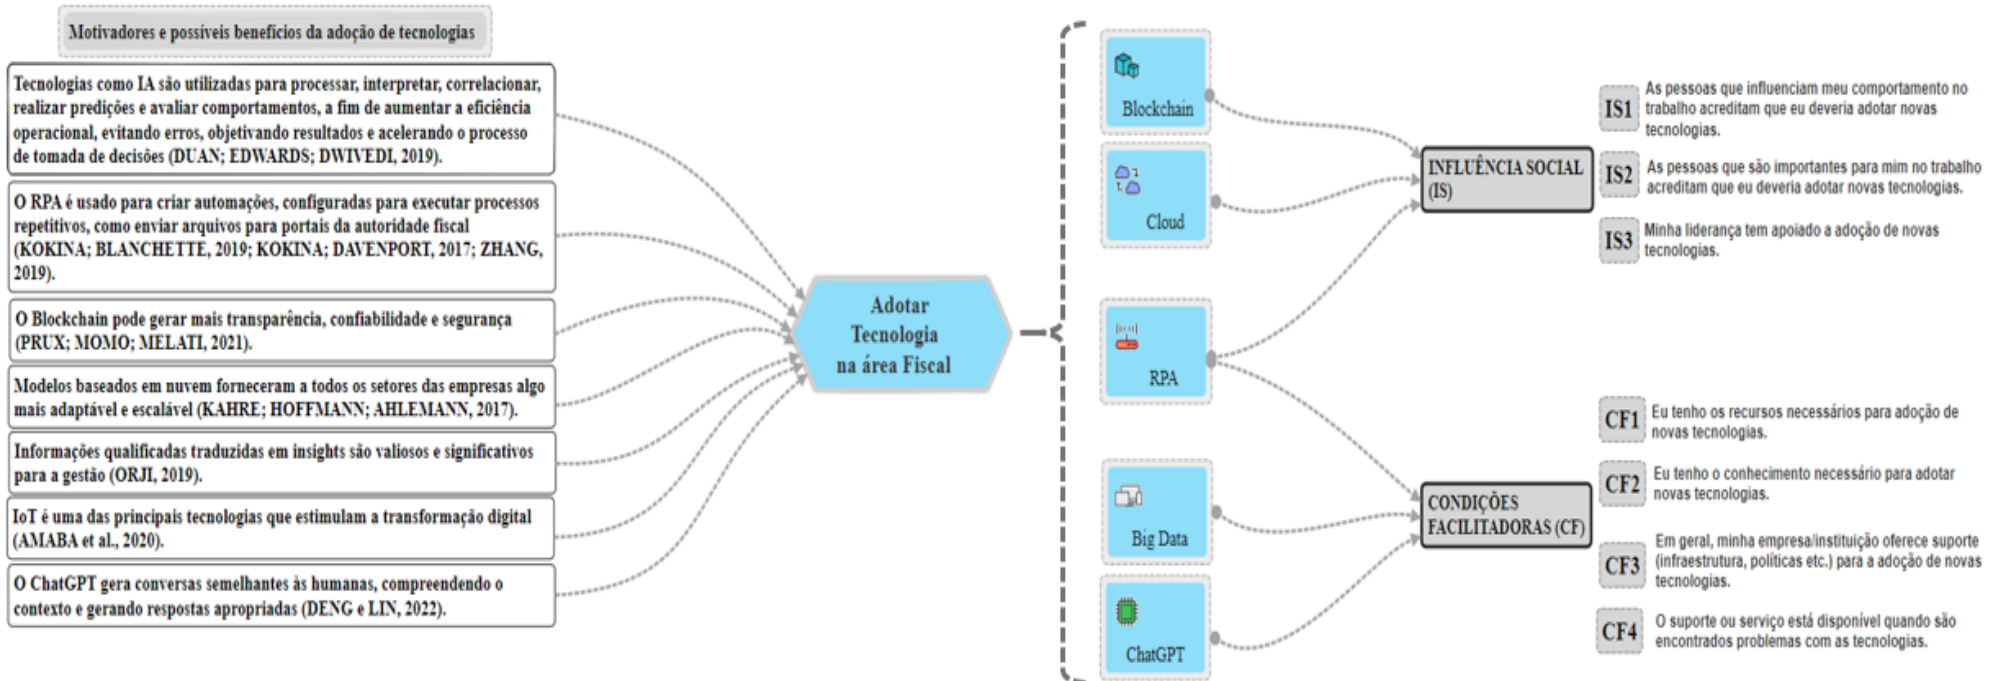 Motivadores e possíveis benefícios da adoção de tecnologias
Tecnologias como IA são utilizadas para processar, interpretar, correlacionar,
realizar predições e avaliar comportamentos, a fim de aumentar a eficiência
operacional, evitando erros, objetivando resultados e acelerando o processo
de tomada de decisões (DUAN; EDWARDS; DWIVEDI, 2019).
O RPA é usado para criar automações, configuradas para executar processos
repetitivos, como enviar arquivos para portais da autoridade fiscal
(KOKINA; BLANCHETTE, 2019; KOKINA; DAVENPORT, 2017; ZHANG,
2019).
O Blockchain pode gerar mais transparência, confiabilidade e segurança
(PRUX; MOMO; MELATI, 2021).
Modelos baseados em nuvem forneceram a todos os setores das empresas algo
mais adaptável e escalável (KAHRE; HOFFMANN; AHLEMANN, 2017).
Informações qualificadas traduzidas em insights são valiosos e significativos
para a gestão (ORJI, 2019).
IoT é uma das principais tecnologias que estimulam a transformação digital
(AMABA et al., 2020).
O ChatGPT gera conversas semelhantes às humanas, compreendendo o
contexto e gerando respostas apropriadas (DENG e LIN, 2022).
Adotar
Tecnologia
na área Fiscal
Blockchain
Cloud
RPA
Big Data
ChatGPT
INFLUÊNCIA SOCIAL
(IS)
IS1
As pessoas que influenciam meu comportamento no
trabalho acreditam que eu deveria adotar novas
tecnologias.
IS2
As pessoas que são importantes para mim no trabalho
acreditam que eu deveria adotar novas tecnologias.
IS3
Minha liderança tem apoiado a adoção de novas
tecnologias.
CONDIÇÕES
FACILITADORAS (CF)
CF1
Eu tenho os recursos necessários para adoção de
novas tecnologias.
CF2
Eu tenho o conhecimento necessário para adotar
novas tecnologias.
CF3
Em geral, minha empresa/instituição oferece suporte
(infraestrutura, políticas etc.) para a adoção de novas
tecnologias.
CF4
O suporte ou serviço está disponível quando são
encontrados problemas com as tecnologias.